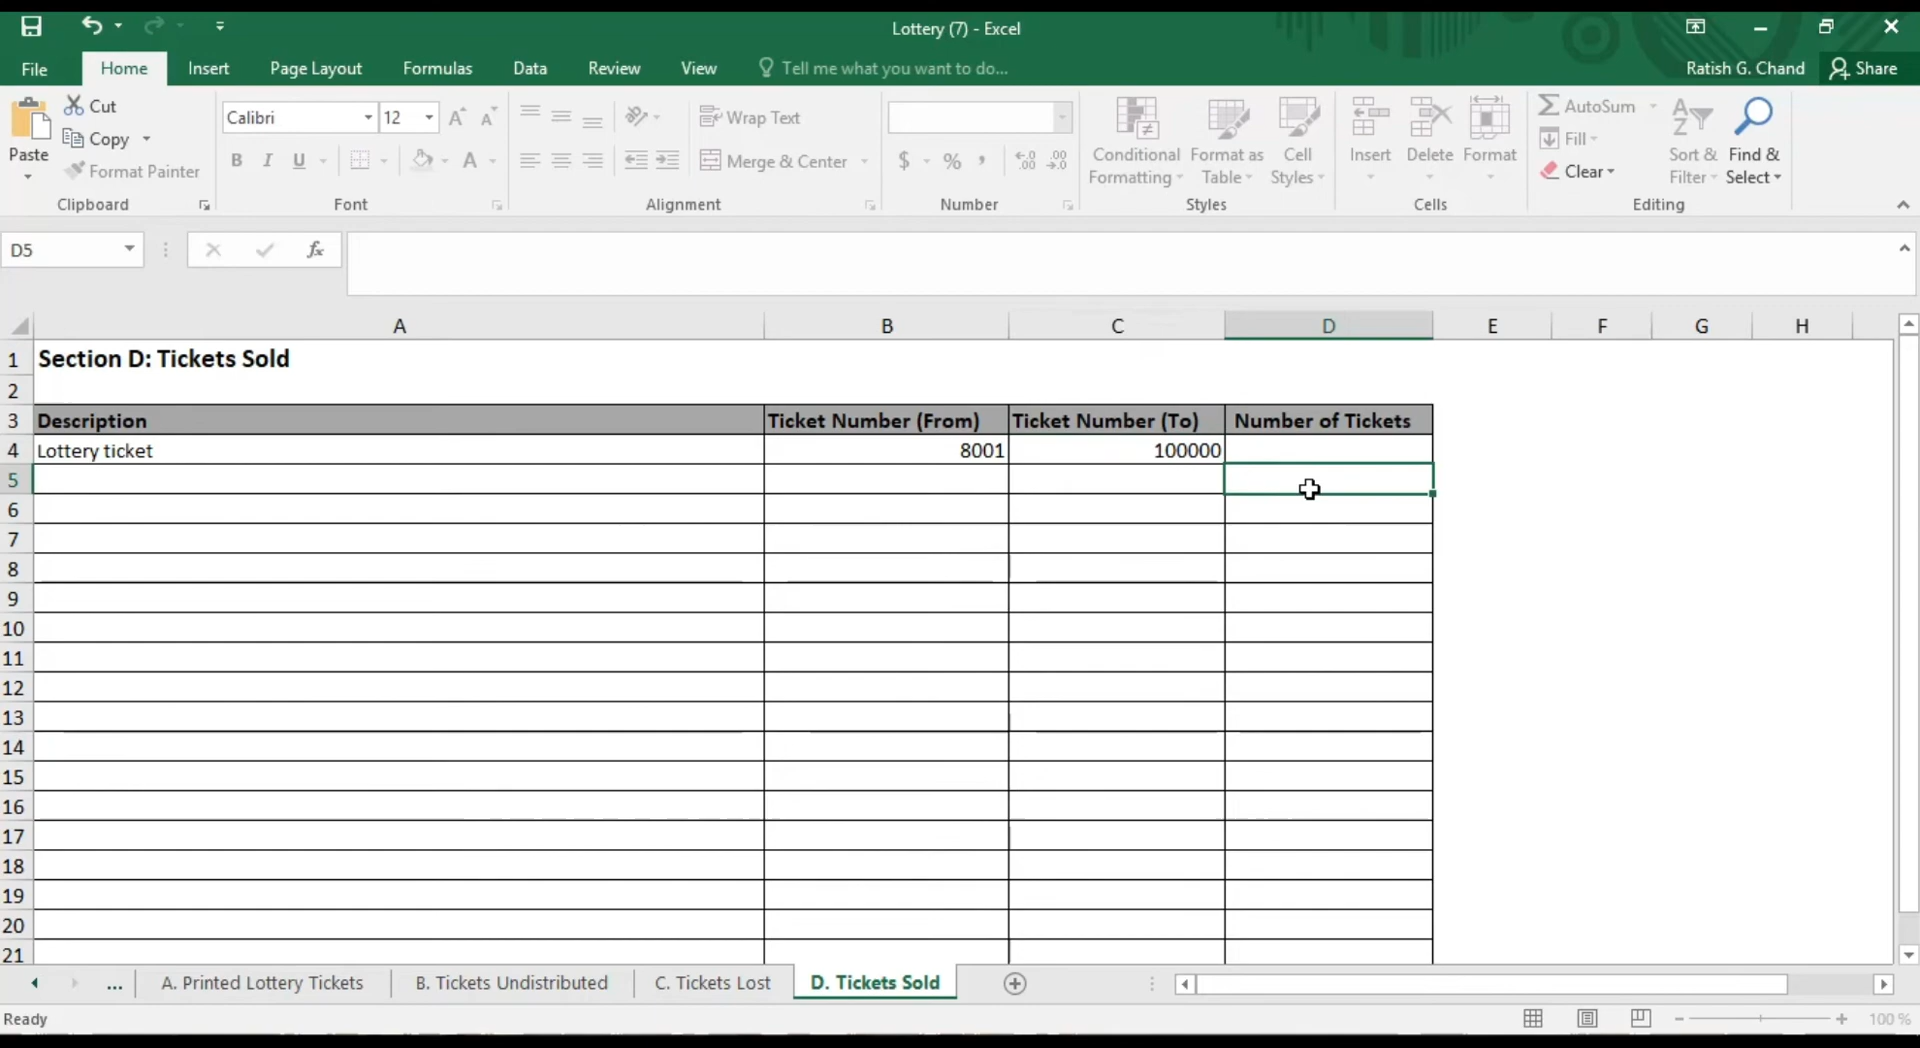 Lottery (7) - Excel
File Home Insert Page Layout Formulas Data Review View Tell me what you want to do... Ratish G. Chand Share
Paste
Cut
Copy
Format Painter
Clipboard
Calibri 12
B I U A
Font
Wrap Text
Merge & Center
Alignment
$ % ,
Number
Conditional Formatting
Format as Table
Cell Styles
Styles
Insert Delete Format
Cells
AutoSum
Fill
Clear
Sort & Filter
Find & Select
Editing
D5 fx
A B C D E F G H
1 Section D: Tickets Sold
2
3 Description Ticket Number (From) Ticket Number (To) Number of Tickets
4 Lottery ticket 8001 100000
5
6
7
8
9
10
11
12
13
14
15
16
17
18
19
20
21
... A. Printed Lottery Tickets B. Tickets Undistributed C. Tickets Lost D. Tickets Sold
Ready 100 %